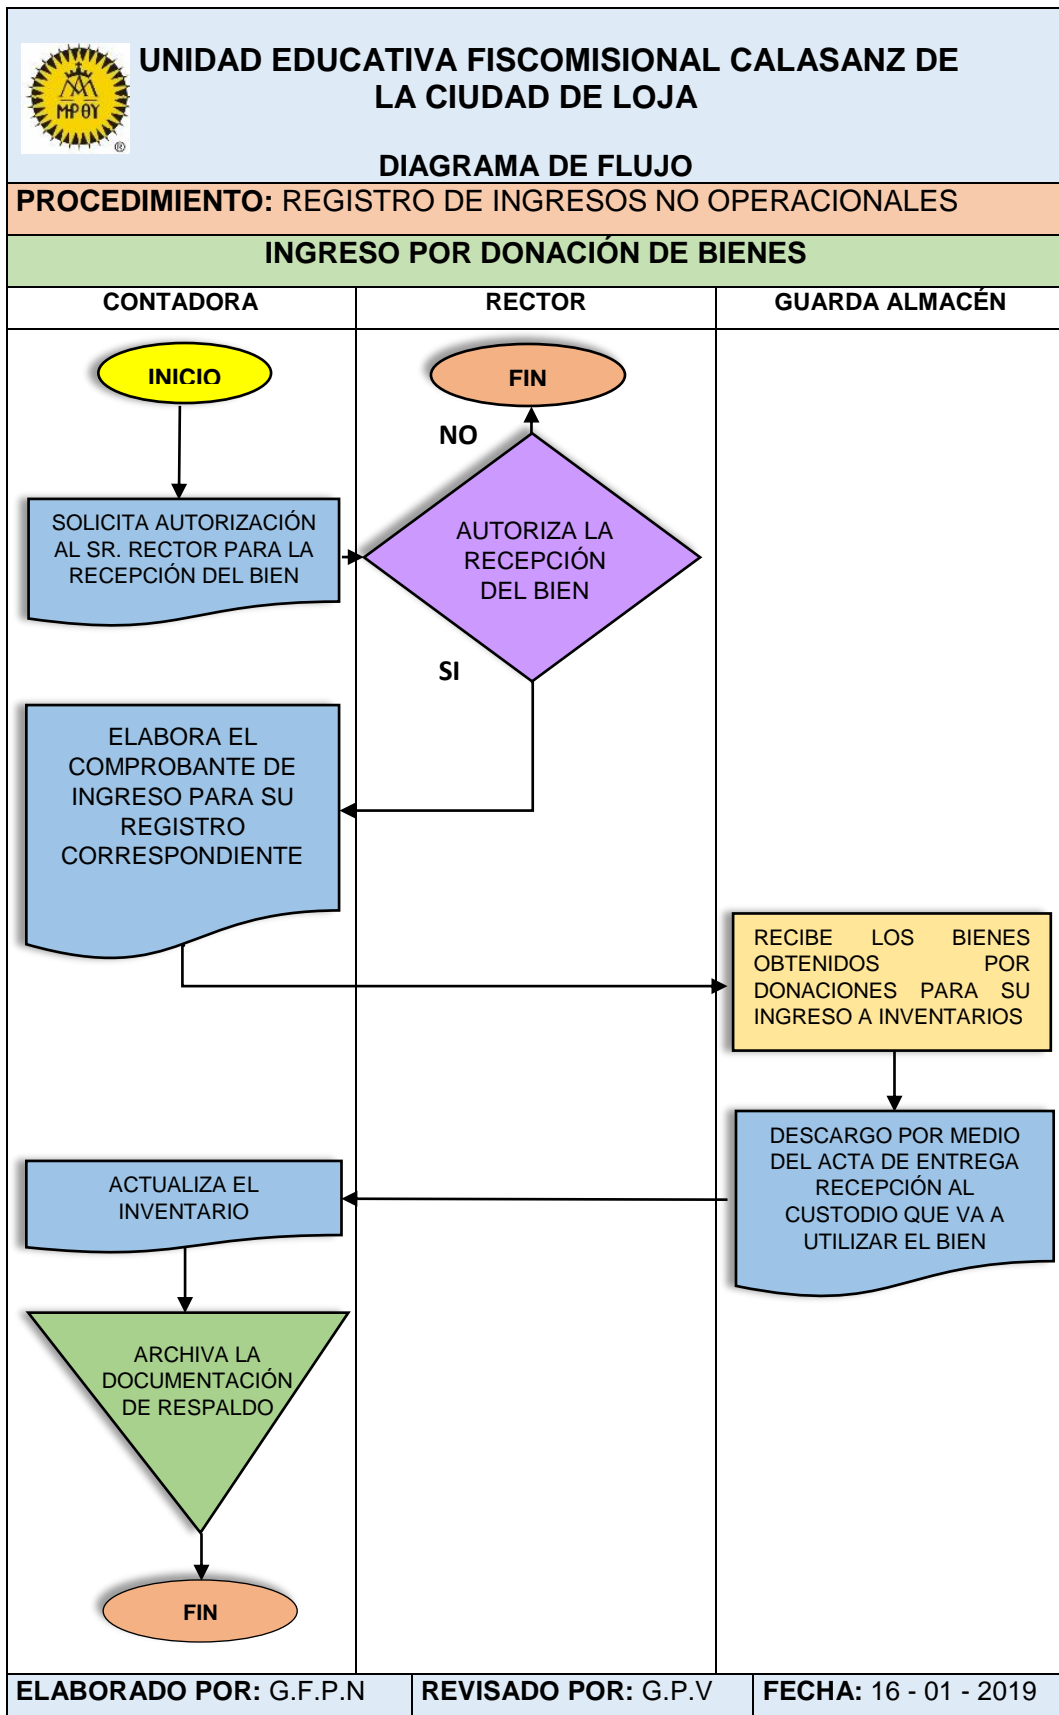 UNIDAD EDUCATIVA FISCOMISIONAL CALASANZ DE
LA CIUDAD DE LOJA
MP ΘY
®
DIAGRAMA DE FLUJO
PROCEDIMIENTO: REGISTRO DE INGRESOS NO OPERACIONALES
INGRESO POR DONACIÓN DE BIENES
CONTADORA
RECTOR
GUARDA ALMACÉN
INICIO
FIN
NO
SOLICITA AUTORIZACIÓN
AL SR. RECTOR PARA LA
RECEPCIÓN DEL BIEN
AUTORIZA LA
RECEPCIÓN
DEL BIEN
SI
ELABORA EL
COMPROBANTE DE
INGRESO PARA SU
REGISTRO
CORRESPONDIENTE
RECIBE LOS BIENES
OBTENIDOS POR
DONACIONES PARA SU
INGRESO A INVENTARIOS
DESCARGO POR MEDIO
DEL ACTA DE ENTREGA
RECEPCIÓN AL
CUSTODIO QUE VA A
UTILIZAR EL BIEN
ACTUALIZA EL
INVENTARIO
ARCHIVA LA
DOCUMENTACIÓN
DE RESPALDO
FIN
ELABORADO POR: G.F.P.N
REVISADO POR: G.P.V
FECHA: 16 - 01 - 2019